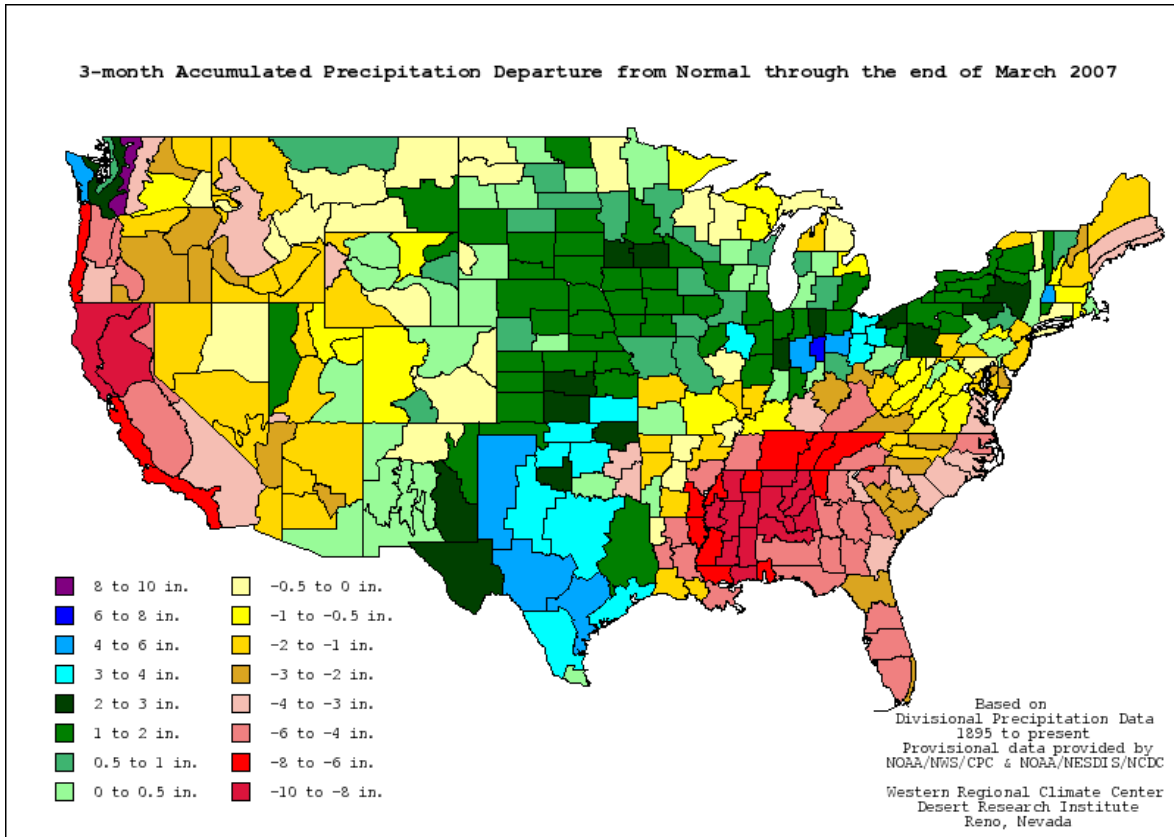 3-month Accumulated Precipitation Departure from Normal through the end of March 2007
8 to 10 in.
6 to 8 in.
4 to 6 in.
3 to 4 in.
2 to 3 in.
1 to 2 in.
0.5 to 1 in.
0 to 0.5 in.
-0.5 to 0 in.
-1 to -0.5 in.
-2 to -1 in.
-3 to -2 in.
-4 to -3 in.
-6 to -4 in.
-8 to -6 in.
-10 to -8 in.
Based on
Divisional Precipitation Data
1895 to present
Provisional data provided by
NOAA/NWS/CPC & NOAA/NESDIS/NCDC
Western Regional Climate Center
Desert Research Institute
Reno, Nevada